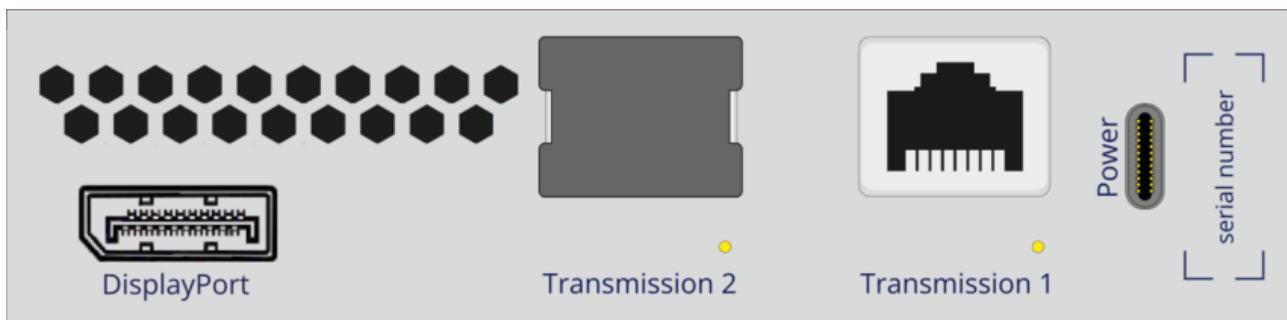 DisplayPort
Transmission 2
Transmission 1
Power
serial number